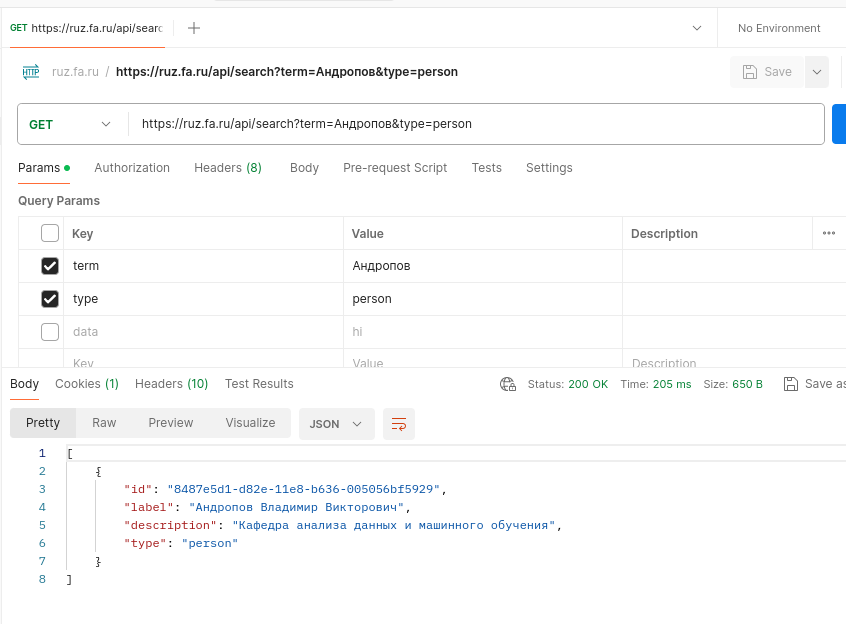 GET https://ruz.fa.ru/api/searc
No Environment
HTTP ruz.fa.ru / https://ruz.fa.ru/api/search?term=Андропов&type=person
Save
GET https://ruz.fa.ru/api/search?term=Андропов&type=person
Params Authorization Headers (8) Body Pre-request Script Tests Settings
Query Params
Key Value Description
term Андропов
type person
data hi
Key Value Description
Body Cookies (1) Headers (10) Test Results Status: 200 OK Time: 205 ms Size: 650 B Save as
Pretty Raw Preview Visualize JSON
1 [
2 {
3 "id": "8487e5d1-d82e-11e8-b636-005056bf5929",
4 "label": "Андропов Владимир Викторович",
5 "description": "Кафедра анализа данных и машинного обучения",
6 "type": "person"
7 }
8 ]